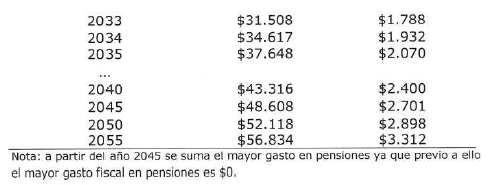 2033 $31.508 $1.788
2034 $34.617 $1.932
2035 $37.648 $2.070
...
2040 $43.316 $2.400
2045 $48.608 $2.701
2050 $52.118 $2.898
2055 $56.834 $3.312
Nota: a partir del año 2045 se suma el mayor gasto en pensiones ya que previo a ello
el mayor gasto fiscal en pensiones es $0.